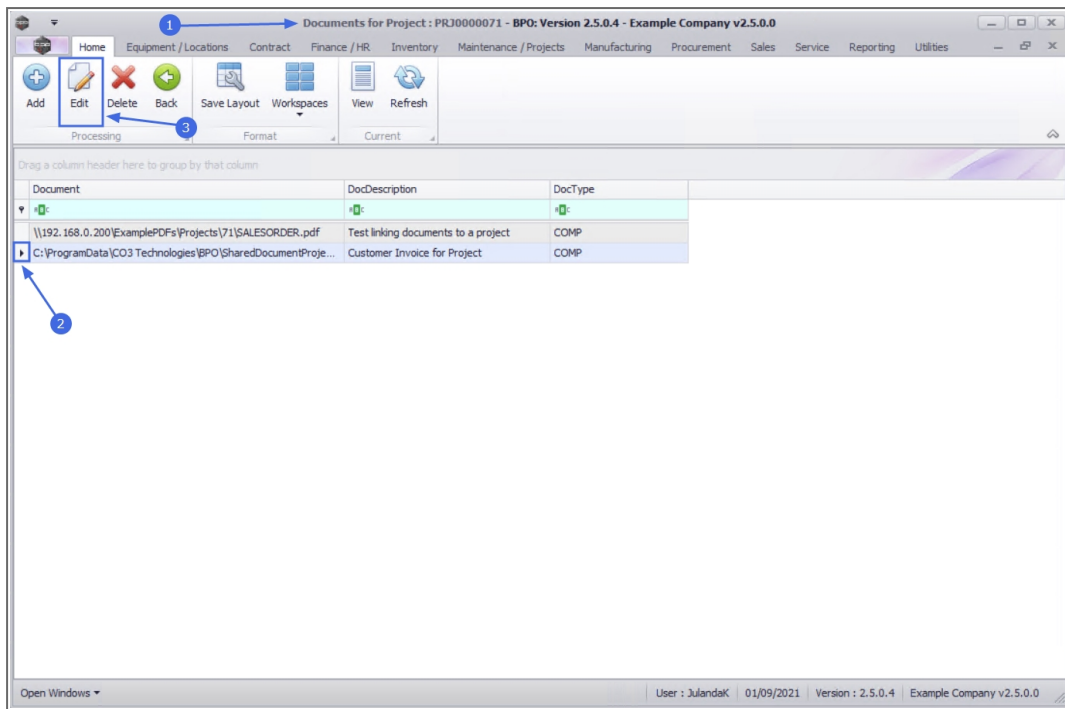 1
Documents for Project : PRJ0000071 - BPO: Version 2.5.0.4 - Example Company v2.5.0.0
Home Equipment / Locations Contract Finance / HR Inventory Maintenance / Projects Manufacturing Procurement Sales Service Reporting Utilities
Add Edit Delete Back Save Layout Workspaces View Refresh
3
Processing Format Current
Drag a column header here to group by that column
Document DocDescription DocType
\\192.168.0.200\ExamplePDFs\Projects\71\SALESORDER.pdf Test linking documents to a project COMP
C:\ProgramData\CO3 Technologies\BPO\SharedDocumentProje... Customer Invoice for Project COMP
2
Open Windows User : JulandaK 01/09/2021 Version : 2.5.0.4 Example Company v2.5.0.0